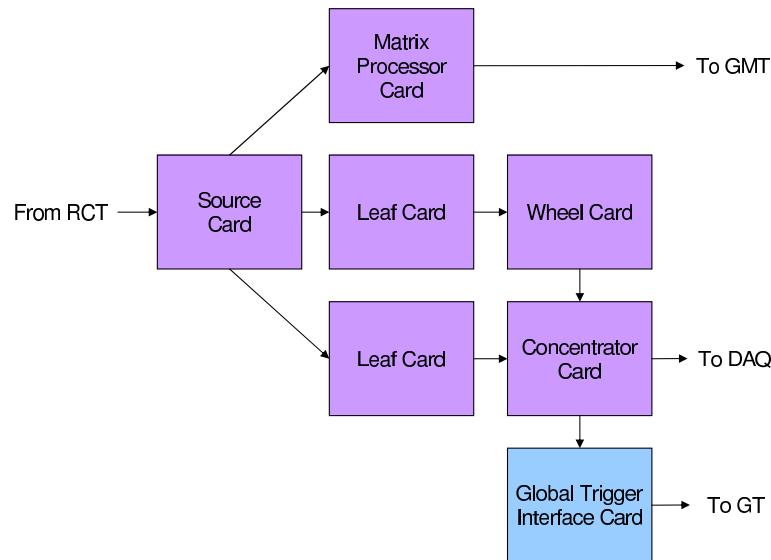 Matrix
Processor
Card
To GMT
From RCT
Source
Card
Leaf Card
Wheel Card
Leaf Card
Concentrator
Card
To DAQ
Global Trigger
Interface Card
To GT